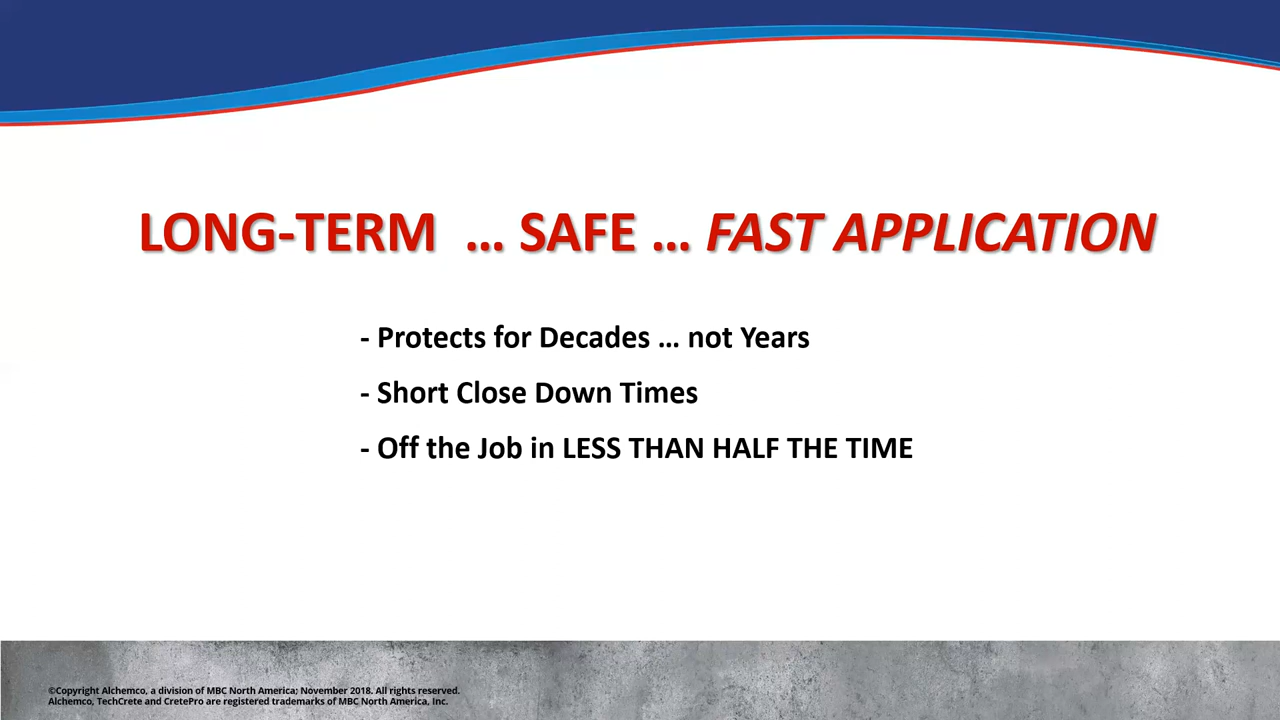 LONG-TERM ... SAFE ... FAST APPLICATION
- Protects for Decades ... not Years
- Short Close Down Times
- Off the Job in LESS THAN HALF THE TIME
©Copyright Alchemco, a division of MBC North America; November 2018. All rights reserved.
Alchemco, TechCrete and CretePro are registered trademarks of MBC North America, Inc.